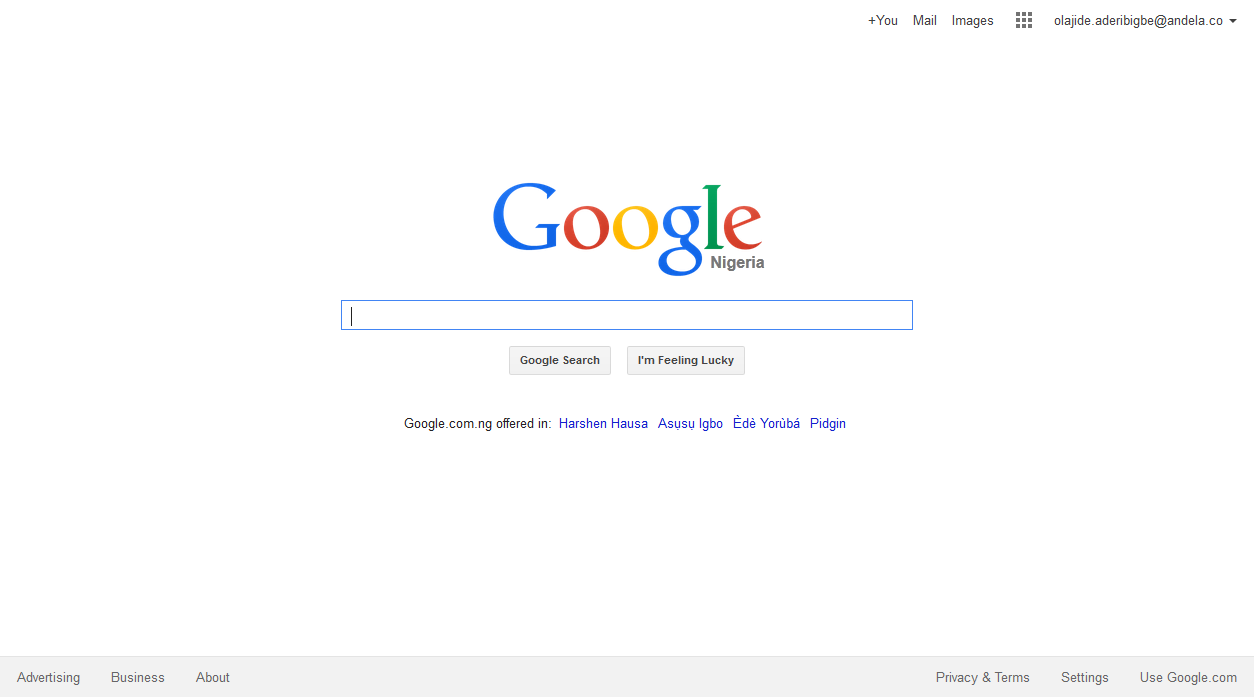 +You Mail Images olajide.aderibigbe@andela.co
Google
Nigeria
Google Search I'm Feeling Lucky
Google.com.ng offered in: Harshen Hausa Asụsụ Igbo Èdè Yorùbá Pidgin
Advertising Business About Privacy & Terms Settings Use Google.com